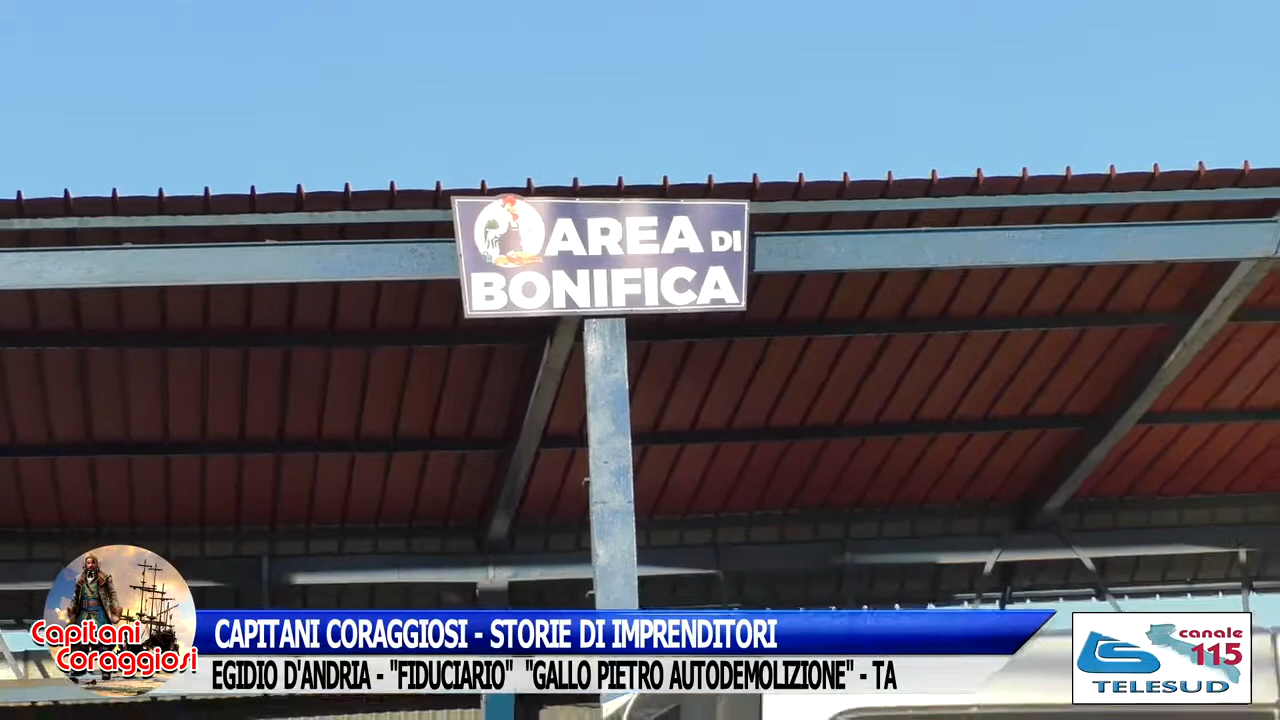 AREA DI
BONIFICA
Capitani
Coraggiosi
CAPITANI CORAGGIOSI - STORIE DI IMPRENDITORI
EGIDIO D'ANDRIA - "FIDUCIARIO" "GALLO PIETRO AUTODEMOLIZIONE" - TA
canale
115
TELESUD